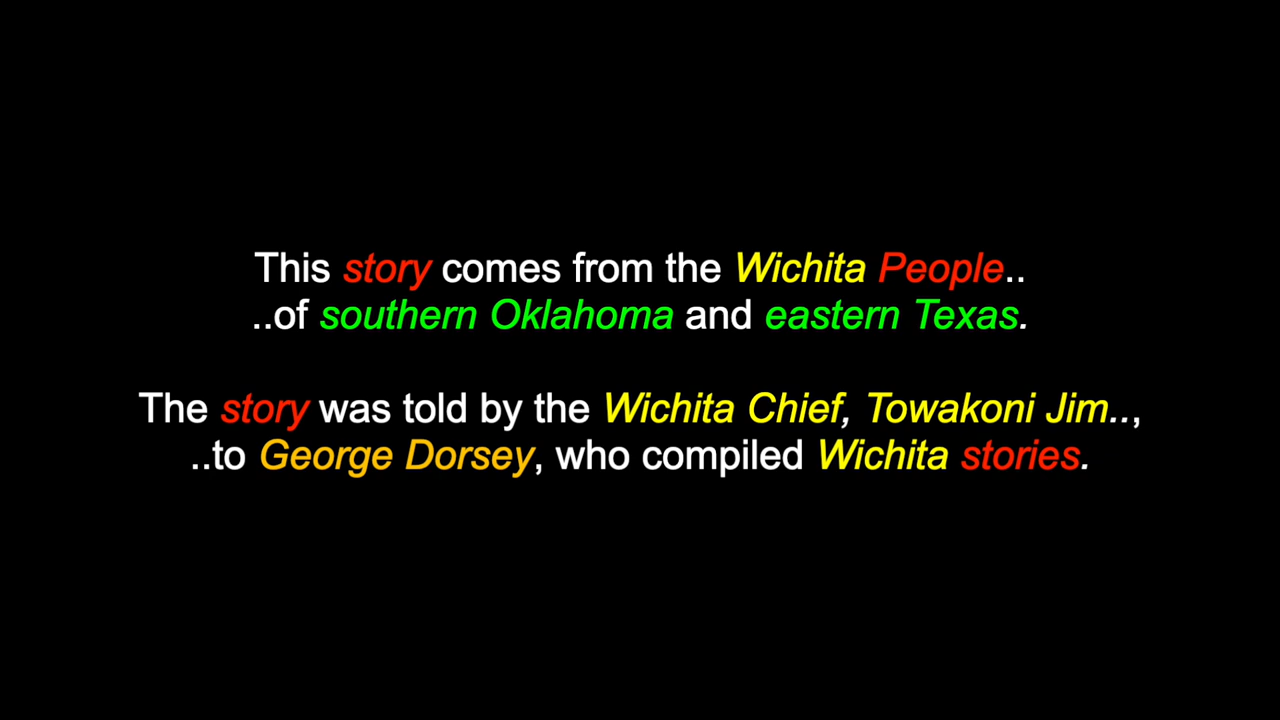 This story comes from the Wichita People..
..of southern Oklahoma and eastern Texas.
The story was told by the Wichita Chief, Towakoni Jim..,
..to George Dorsey, who compiled Wichita stories.